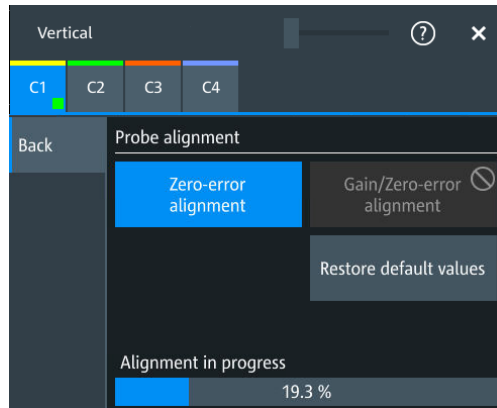 Vertical
C1
C2
C3
C4
Back
Probe alignment
Zero-error
alignment
Gain/Zero-error
alignment
Restore default values
Alignment in progress
19.3 %